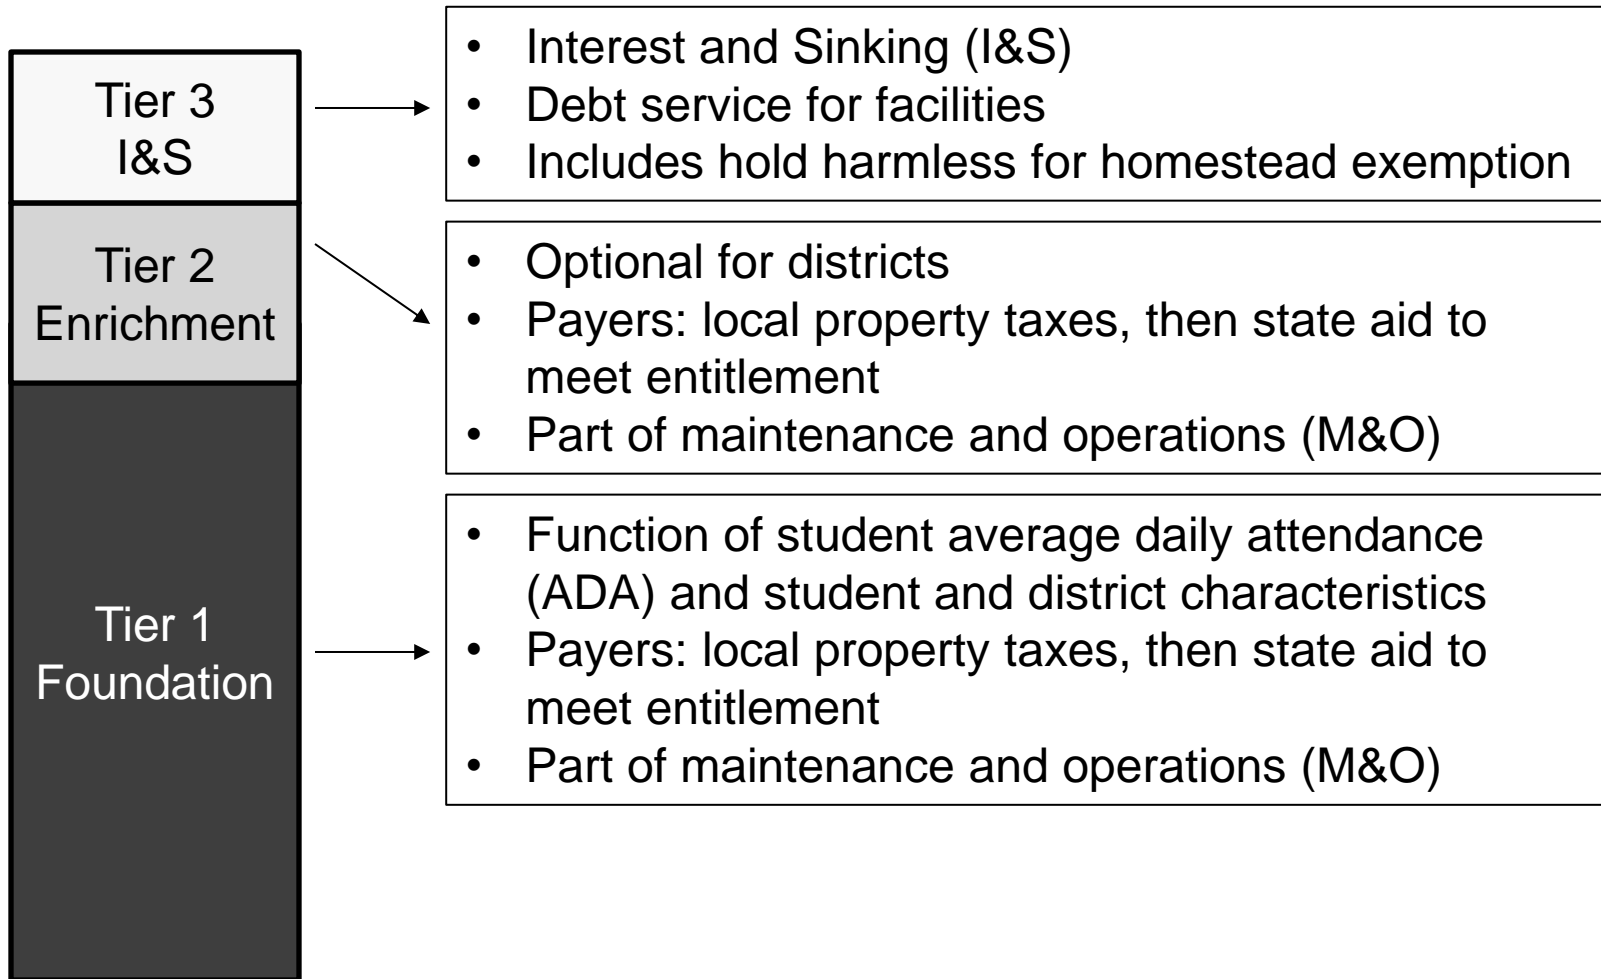 Tier 3
I&S
• Interest and Sinking (I&S)
• Debt service for facilities
• Includes hold harmless for homestead exemption
Tier 2
Enrichment
• Optional for districts
• Payers: local property taxes, then state aid to
meet entitlement
• Part of maintenance and operations (M&O)
Tier 1
Foundation
• Function of student average daily attendance
(ADA) and student and district characteristics
• Payers: local property taxes, then state aid to
meet entitlement
• Part of maintenance and operations (M&O)